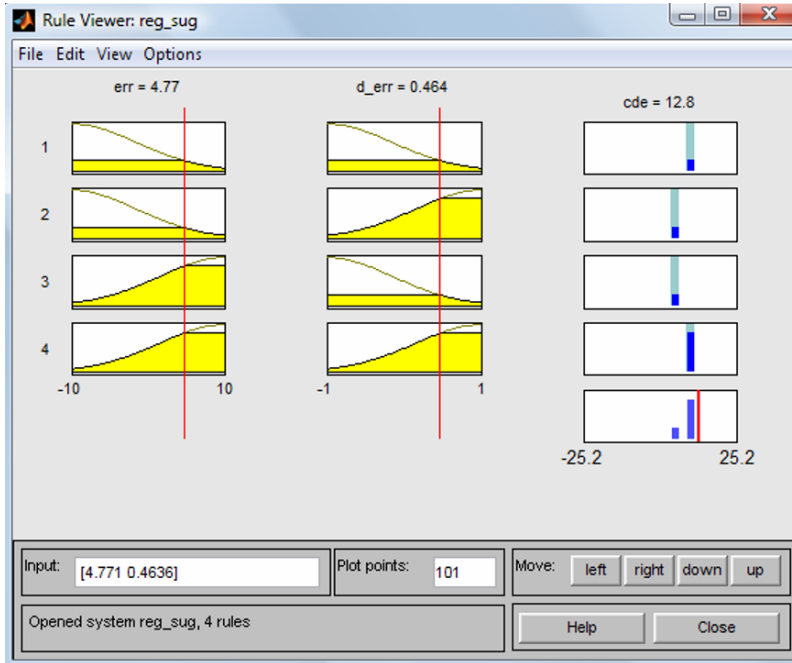 Rule Viewer: reg_sug
File Edit View Options
err = 4.77
d_err = 0.464
cde = 12.8
1
2
3
4
-10 10
-1 1
-25.2 25.2
Input: [4.771 0.4636]
Plot points: 101
Move: left right down up
Opened system reg_sug, 4 rules
Help Close